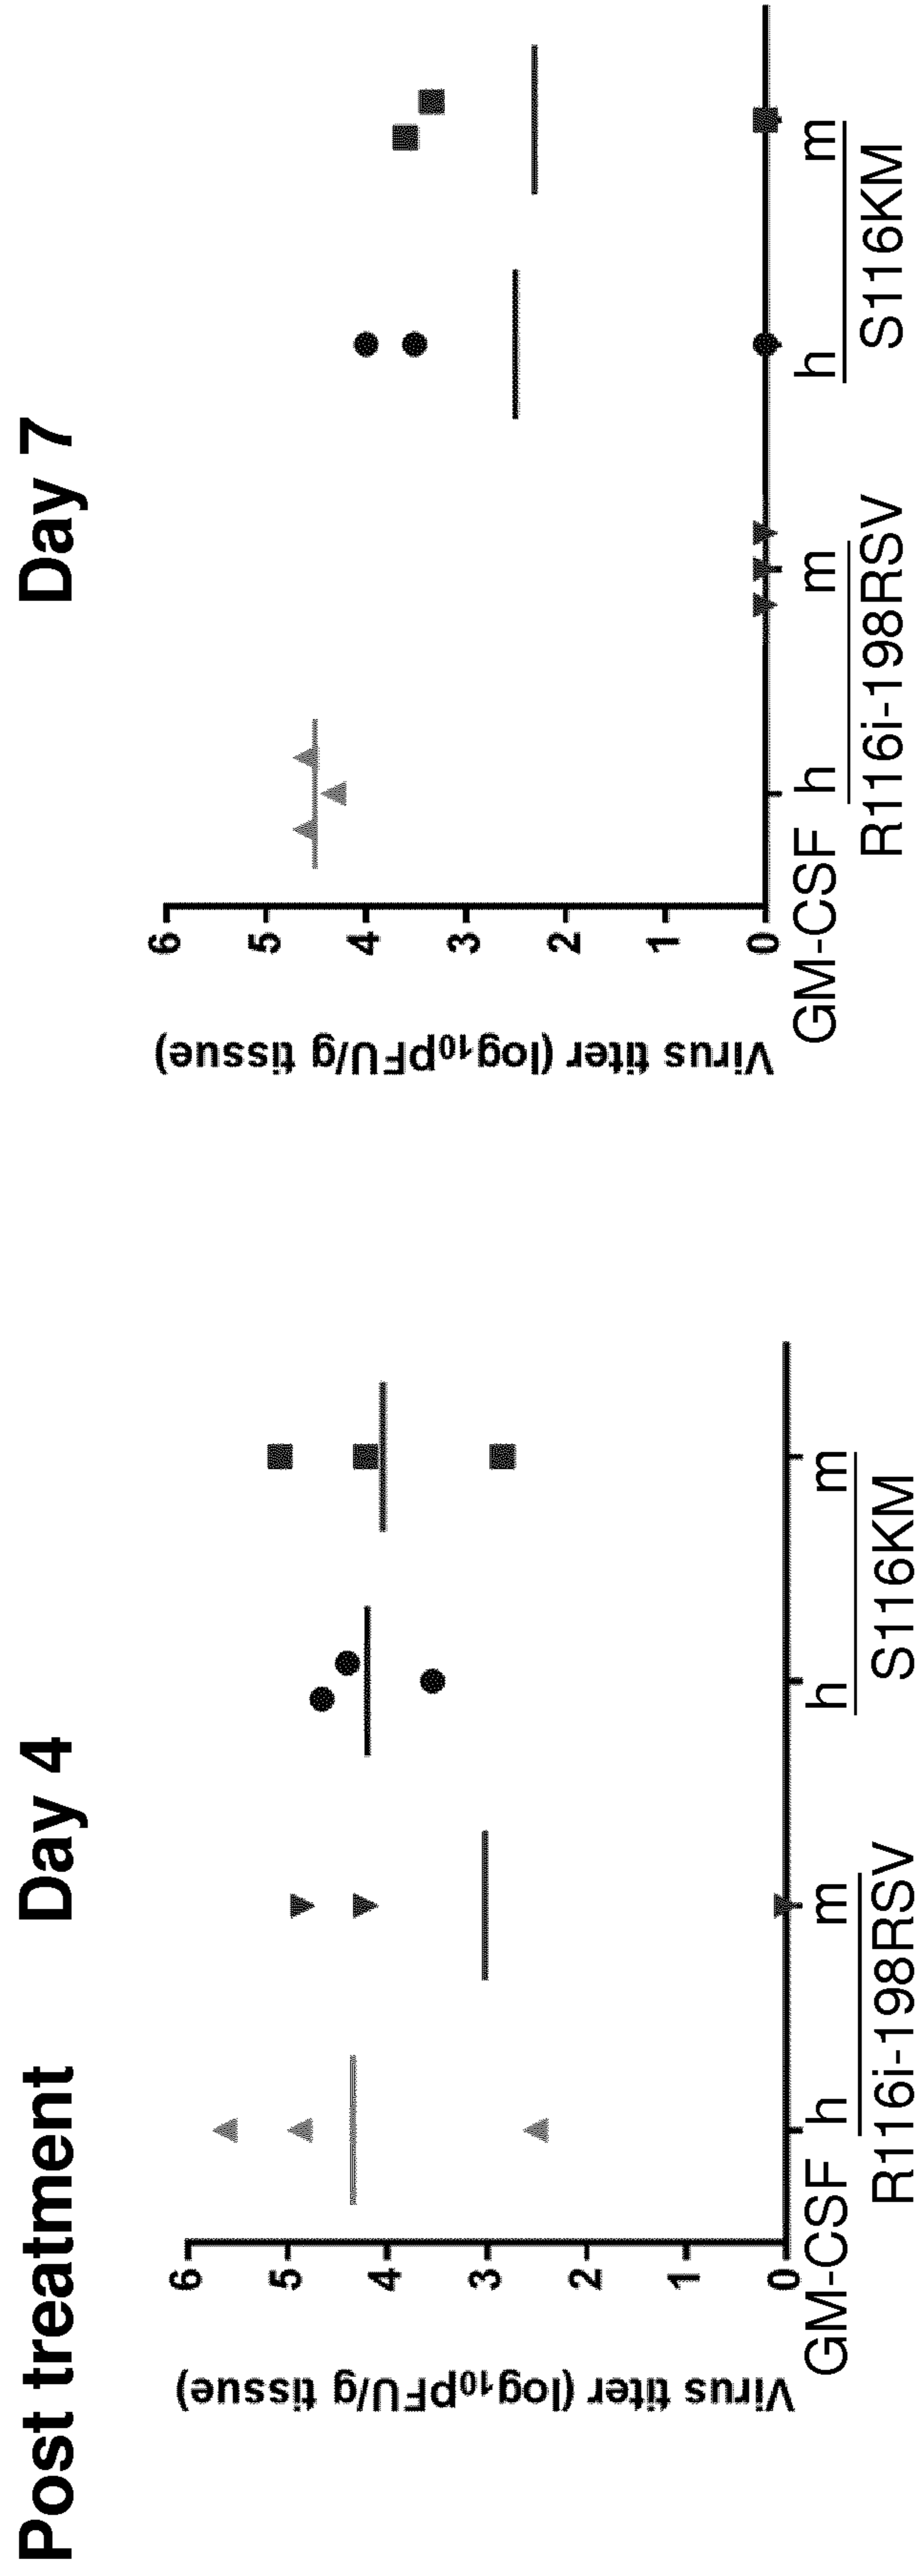 Post treatment
Day 4
Virus titer (log10pFU/g tissue)
6
5
4
3
2
1
0
GM-CSF h m h m
R116i-198RSV S116KM
Day 7
Virus titer (log10pFU/g tissue)
6
5
4
3
2
1
0
GM-CSF h m h m
R116i-198RSV S116KM